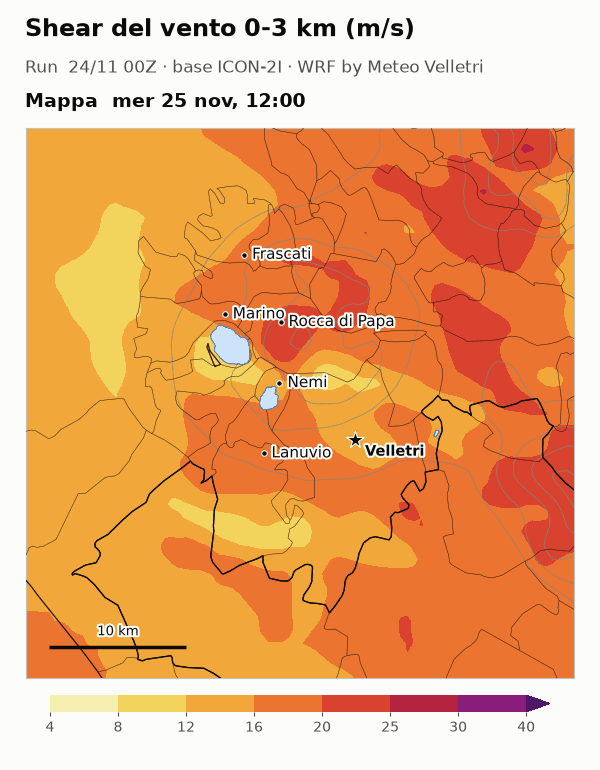 Shear del vento 0-3 km (m/s)
Run  24/11 00Z · base ICON-2I · WRF by Meteo Velletri
Mappa  mer 25 nov, 12:00
Frascati
Marino
Rocca di Papa
Nemi
Velletri
Lanuvio
10 km
4 8 12 16 20 25 30 40